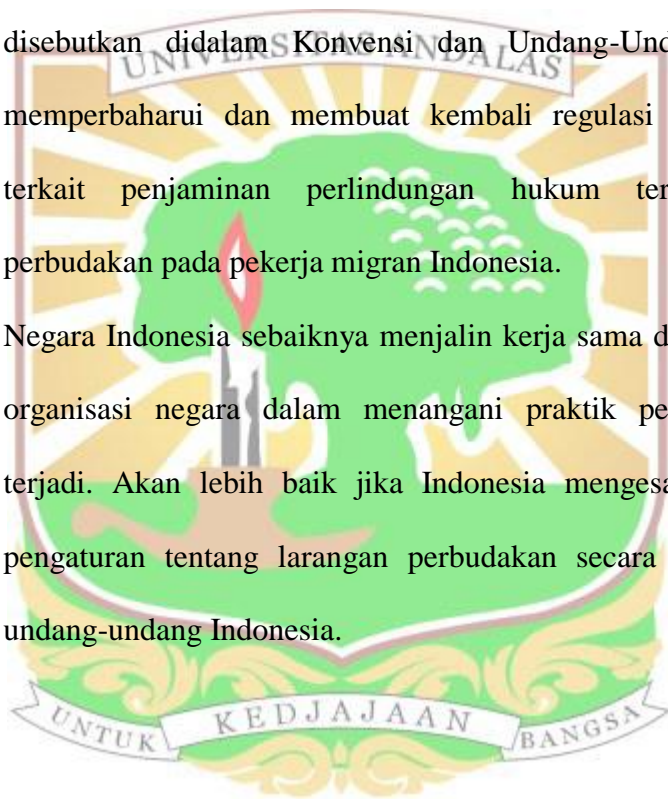 disebutkan didalam Konvensi dan Undang-Und
UNIVERSITAS ANDALAS
memperbaharui dan membuat kembali regulasi
terkait penjaminan perlindungan hukum ter
perbudakan pada pekerja migran Indonesia.
Negara Indonesia sebaiknya menjalin kerja sama d
organisasi negara dalam menangani praktik pe
terjadi. Akan lebih baik jika Indonesia mengesa
pengaturan tentang larangan perbudakan secara
undang-undang Indonesia.
UNTUK KEDJAJAAN BANGSA